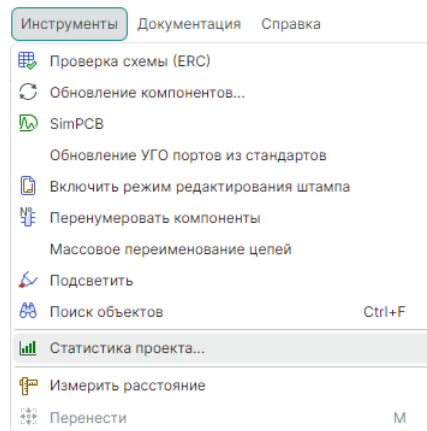 Инструменты Документация Справка
Проверка схемы (ERC)
Обновление компонентов...
SimPCB
Обновление УГО портов из стандартов
Включить режим редактирования штампа
Перенумеровать компоненты
Массовое переименование цепей
Подсветить
Поиск объектов Ctrl+F
Статистика проекта...
Измерить расстояние
Перенести M